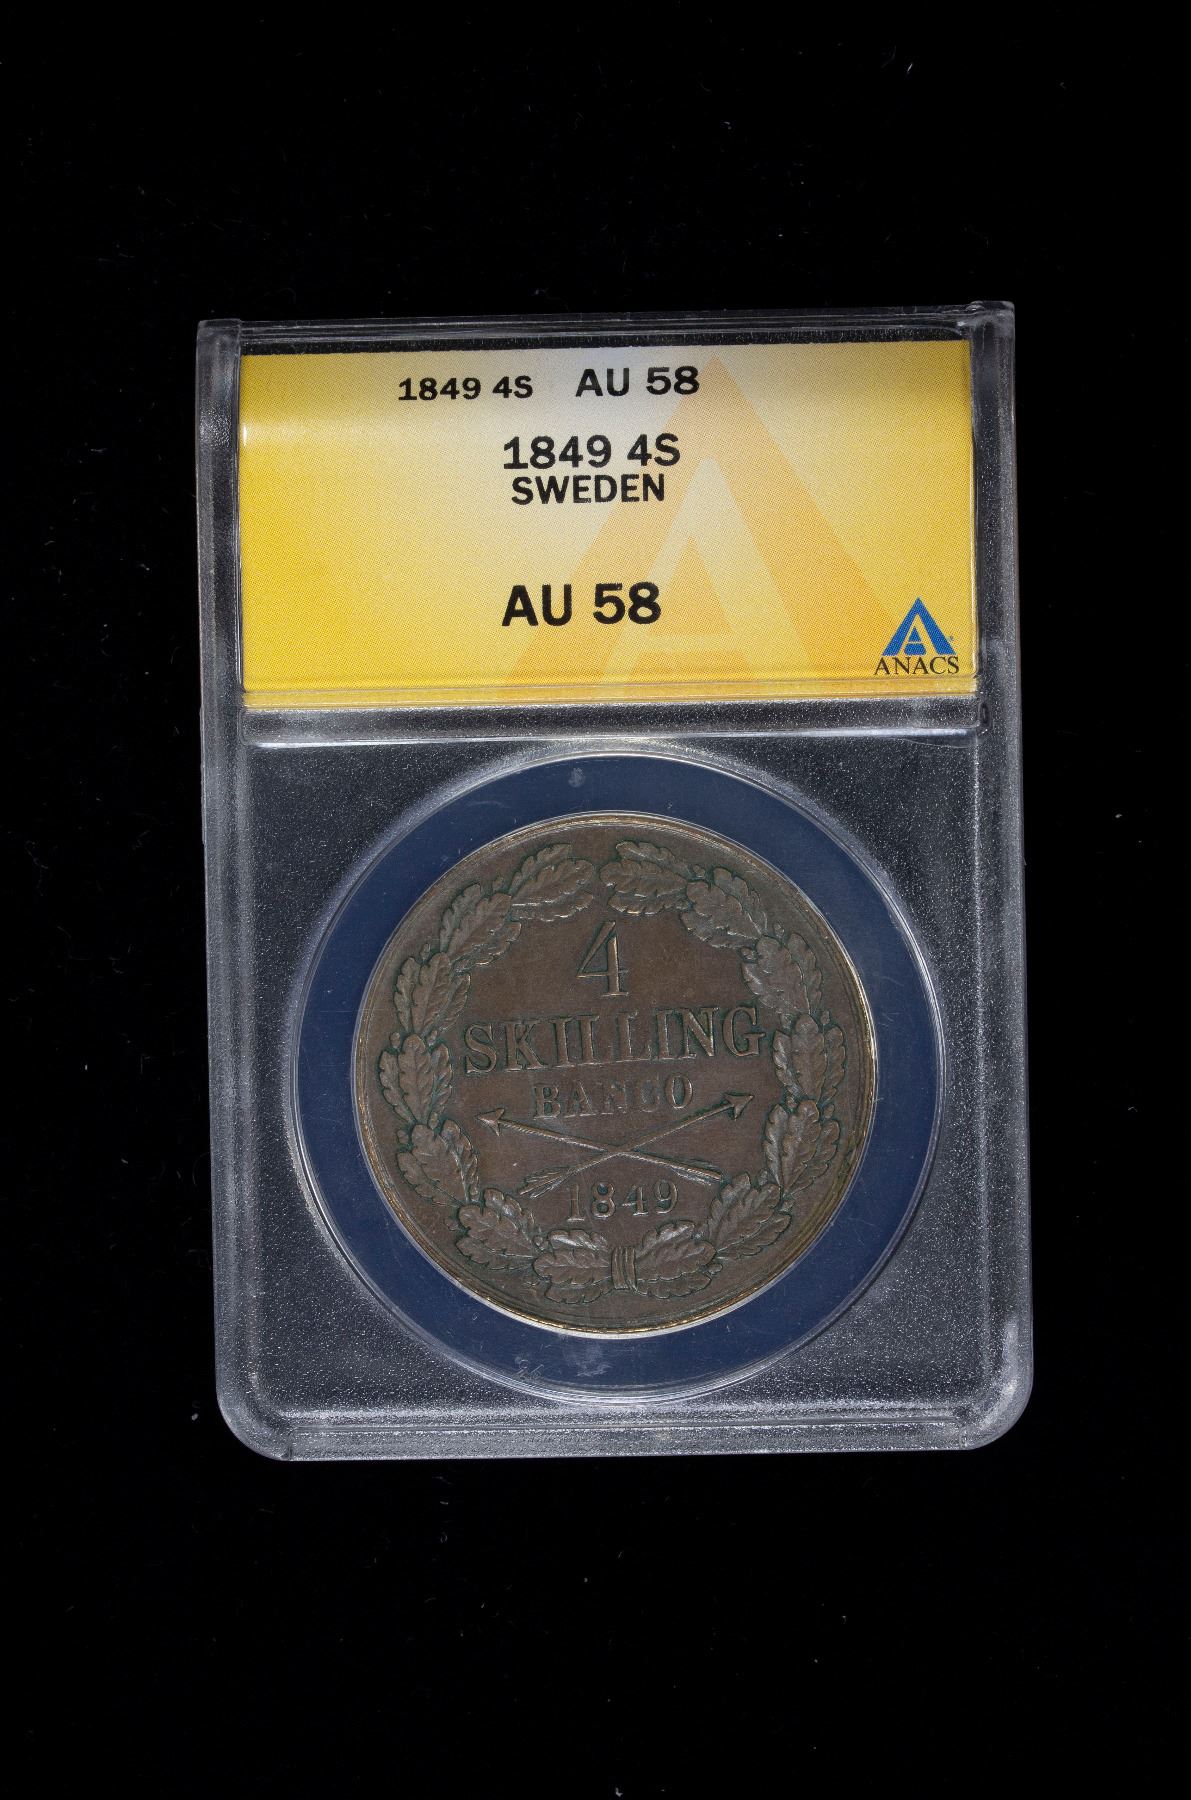 1849 4S AU 58
1849 4S
SWEDEN
AU 58
ANACS
4
SKILLING
BANCO
1849